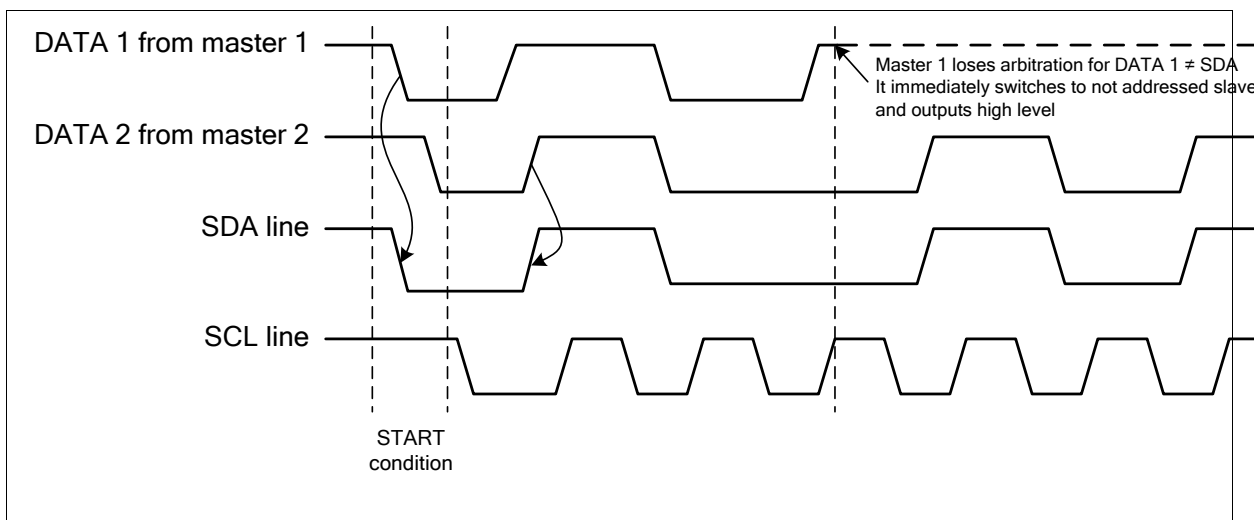 DATA 1 from master 1
Master 1 loses arbitration for DATA 1 ≠ SDA
It immediately switches to not addressed slave
and outputs high level
DATA 2 from master 2
SDA line
SCL line
START
condition